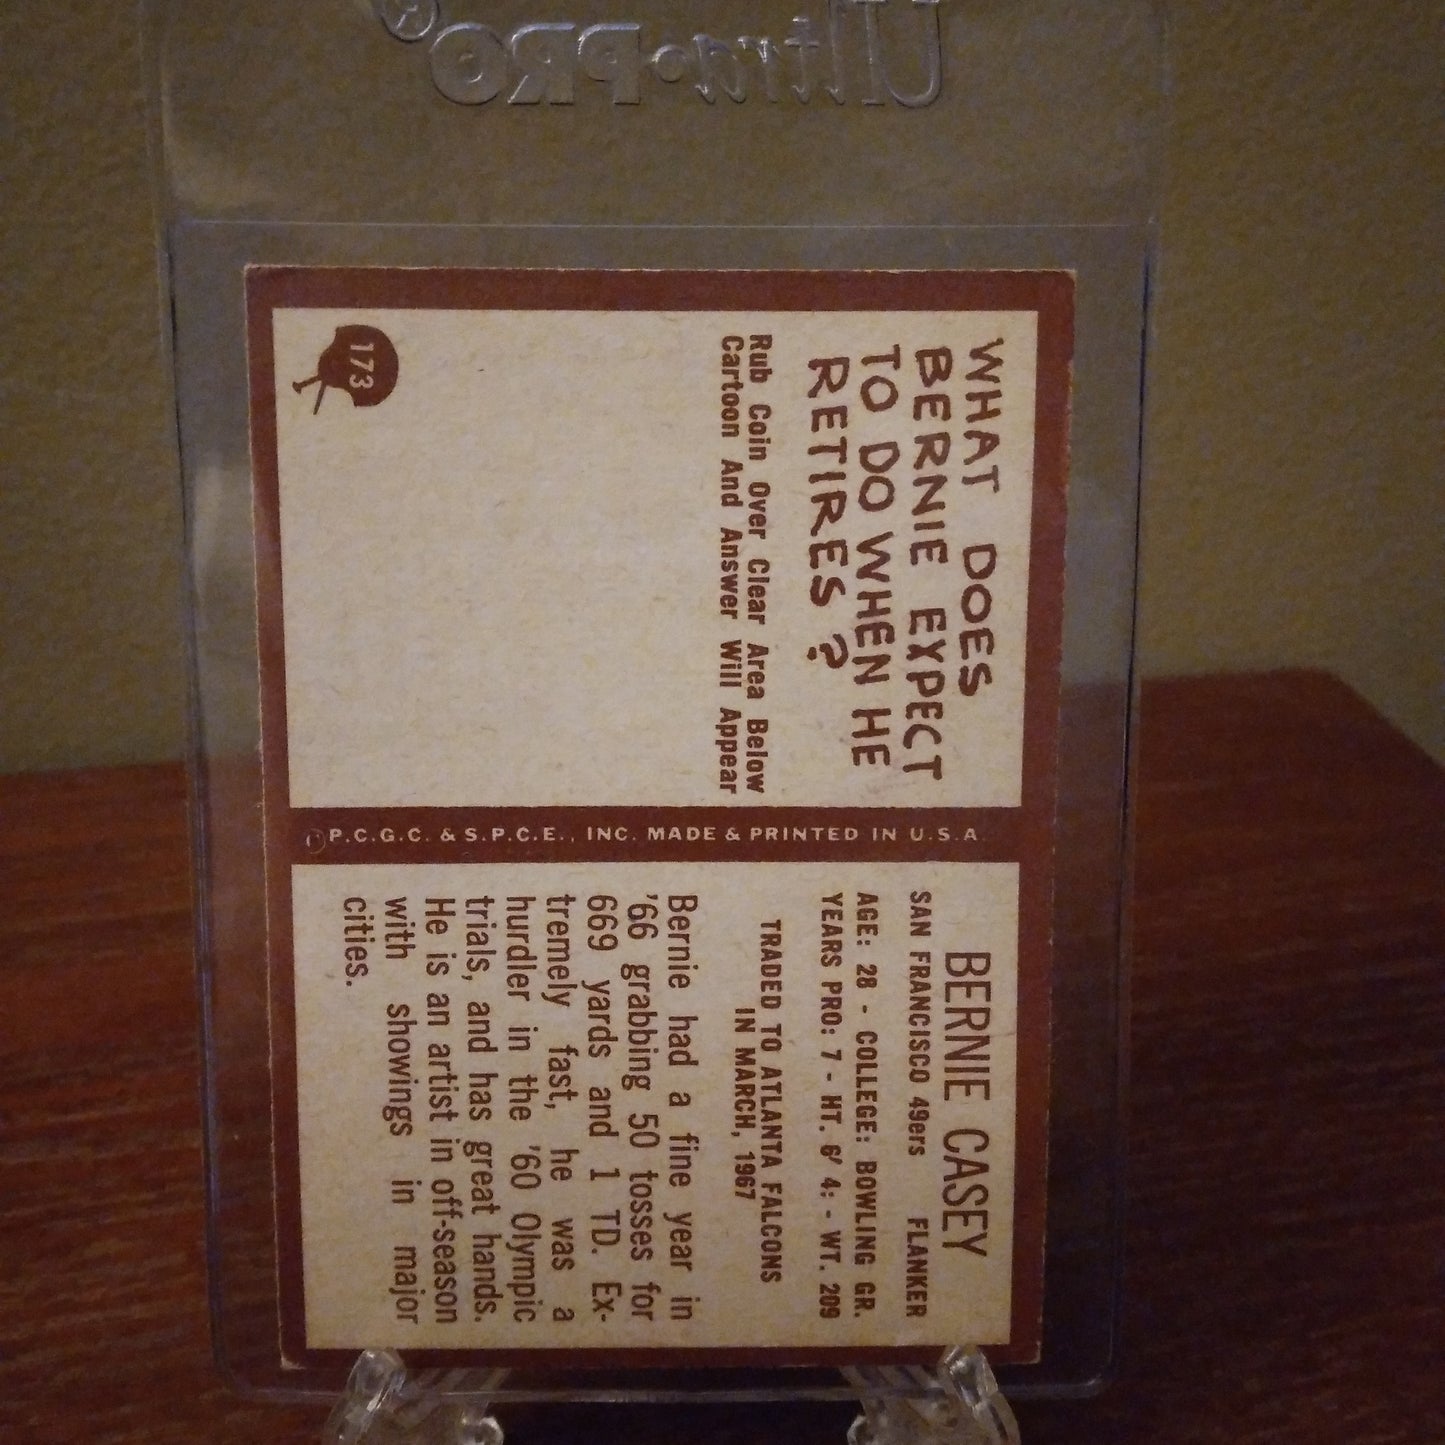 Ultra•PRO®
WHAT DOES
BERNIE EXPECT
TO DO WHEN HE
RETIRES?
Rub Coin Over Clear Area Below
Cartoon And Answer Will Appear
173
© P.C.G.C. & S.P.C.E., INC. MADE & PRINTED IN U.S.A.
BERNIE CASEY
SAN FRANCISCO 49ers FLANKER
AGE: 28 - COLLEGE: BOWLING GR.
YEARS PRO: 7 - HT. 6' 4: - WT. 209
TRADED TO ATLANTA FALCONS
IN MARCH, 1967
Bernie had a fine year in
'66 grabbing 50 tosses for
669 yards and 1 TD. Ex-
tremely fast, he was a
hurdler in the '60 Olympic
trials, and has great hands.
He is an artist in off-season
with showings in major
cities.